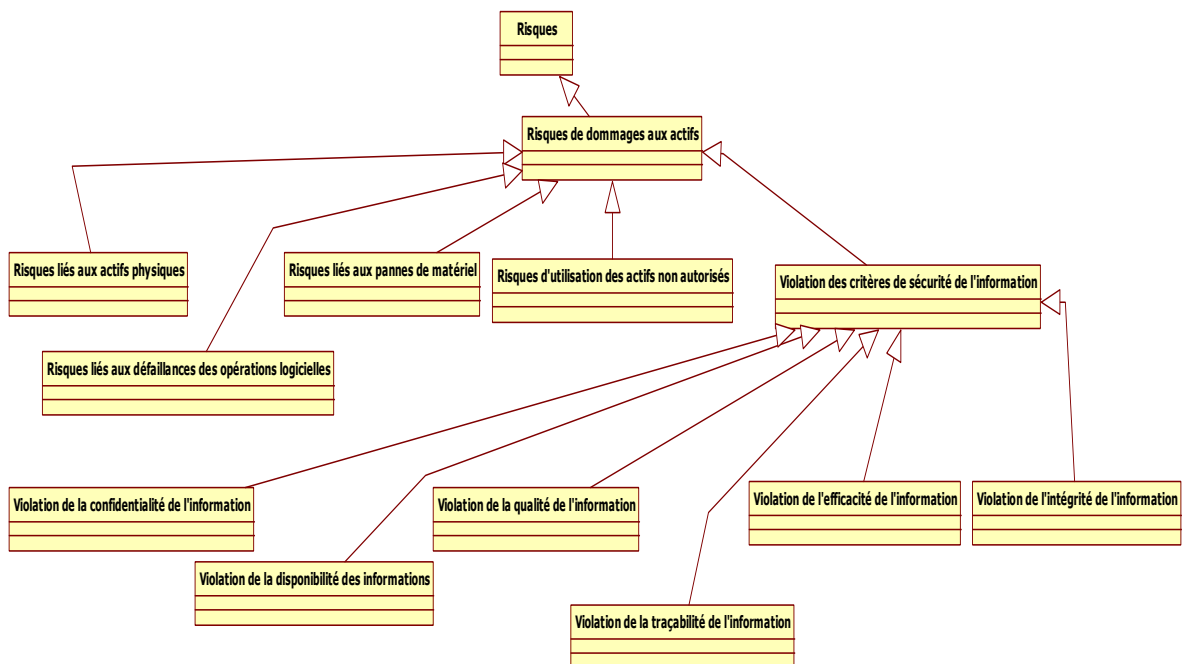 Risques
Risques de dommages aux actifs
Risques liés aux actifs physiques
Risques liés aux pannes de matériel
Risques d'utilisation des actifs non autorisés
Violation des critères de sécurité de l'information
Risques liés aux défaillances des opérations logicielles
Violation de la confidentialité de l'information
Violation de la qualité de l'information
Violation de l'efficacité de l'information
Violation de l'intégrité de l'information
Violation de la disponibilité des informations
Violation de la traçabilité de l'information